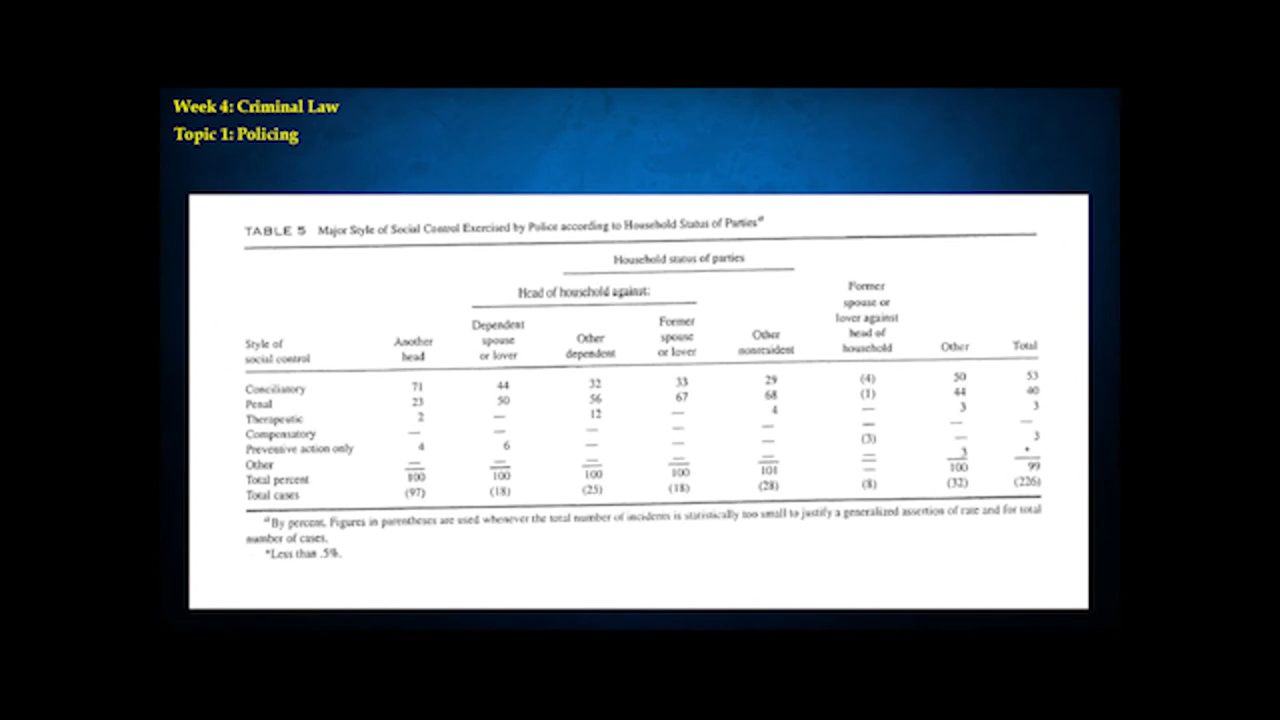 Week 4: Criminal Law
Topic 1: Policing
TABLE 5 Major Style of Social Control Exercised by Police according to Household Status of Parties a
Household status of parties
Head of household against:
Style of social control
Another head
Dependent spouse or lover
Other dependent
Former spouse or lover
Other nonresident
Former spouse or lover against head of household
Other
Total
Conciliatory 71 44 32 33 29 (4) 50 53
Penal 23 50 56 67 68 (1) 44 40
Therapeutic 2 — 12 — 4 — 3 3
Compensatory — — — — — — — —
Preventive action only 4 6 — — — (3) — 3
Other — — — — — — 3 *
Total percent 100 100 100 100 101 — 100 99
Total cases (97) (18) (25) (18) (28) (8) (32) (226)
a By percent. Figures in parentheses are used whenever the total number of incidents is statistically too small to justify a generalized assertion of rate and for total
number of cases.
*Less than .5%.